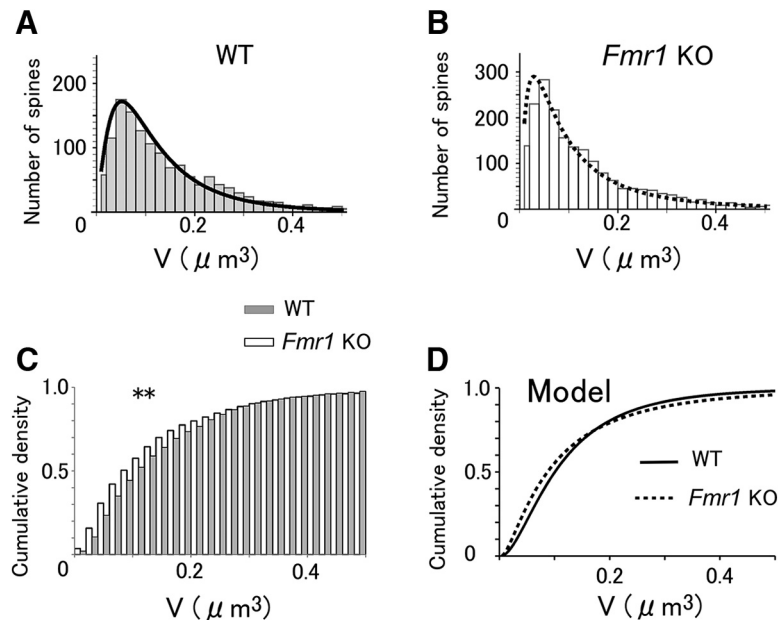 A
WT
Number of spines
200
100
0
0.2
0.4
V ( μ m³)
B
Fmr1 KO
Number of spines
300
200
100
0
0.2
0.4
V ( μ m³)
WT
Fmr1 KO
C
**
Cumulative density
1.0
0.5
0
0.2
0.4
V ( μ m³)
D
Model
Cumulative density
1.0
0.5
0
WT
Fmr1 KO
0.2
0.4
V ( μ m³)